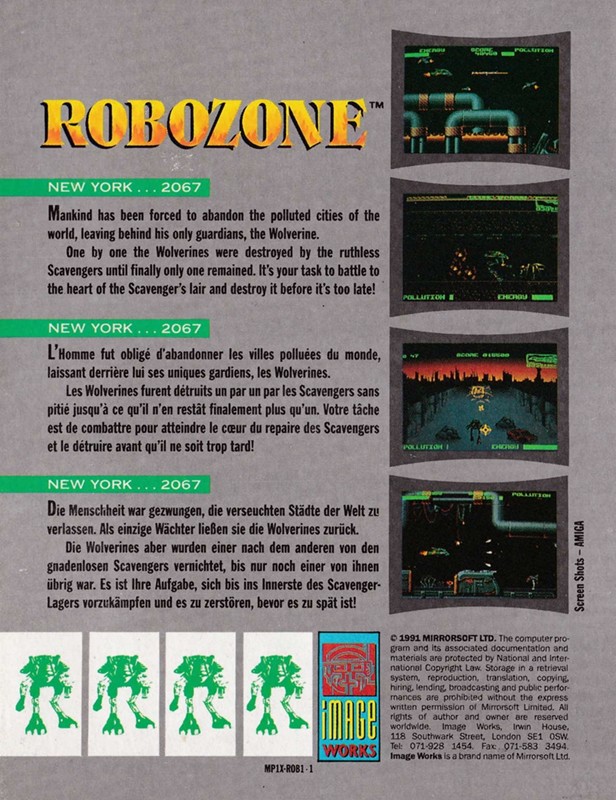 ROBOZONE™
NEW YORK . . . 2067
Mankind has been forced to abandon the polluted cities of the
world, leaving behind his only guardians, the Wolverine.
One by one the Wolverines were destroyed by the ruthless
Scavengers until finally only one remained. It's your task to battle to
the heart of the Scavenger's lair and destroy it before it's too late!
NEW YORK . . . 2067
L'Homme fut obligé d'abandonner les villes polluées du monde,
laissant derrière lui ses uniques gardiens, les Wolverines.
Les Wolverines furent détruits un par un par les Scavengers sans
pitié jusqu'à ce qu'il n'en restât finalement plus qu'un. Votre tâche
est de combattre pour atteindre le cœur du repaire des Scavengers
et le détruire avant qu'il ne soit trop tard!
NEW YORK . . . 2067
Die Menschheit war gezwungen, die verseuchten Städte der Welt zu
verlassen. Als einzige Wächter ließen sie die Wolverines zurück.
Die Wolverines aber wurden einer nach dem anderen von den
gnadenlosen Scavengers vernichtet, bis nur noch einer von ihnen
übrig war. Es ist Ihre Aufgabe, sich bis ins Innerste des Scavenger-
Lagers vorzukämpfen und es zu zerstören, bevor es zu spät ist!
ENERGY SCORE POLLUTION
POLLUTION ENERGY
SCORE
POLLUTION ENERGY
POLLUTION
Screen Shots – AMIGA
IMAGE
WORKS
MP1X-ROB1-1
© 1991 MIRRORSOFT LTD. The computer pro-
gram and its associated documentation and
materials are protected by National and Inter-
national Copyright Law. Storage in a retrieval
system, reproduction, translation, copying,
hiring, lending, broadcasting and public perfor-
mances are prohibited without the express
written permission of Mirrorsoft Limited. All
rights of author and owner are reserved
worldwide. Image Works, Irwin House,
118 Southwark Street, London SE1 0SW.
Tel: 071-928 1454. Fax: 071-583 3494.
Image Works is a brand name of Mirrorsoft Ltd.